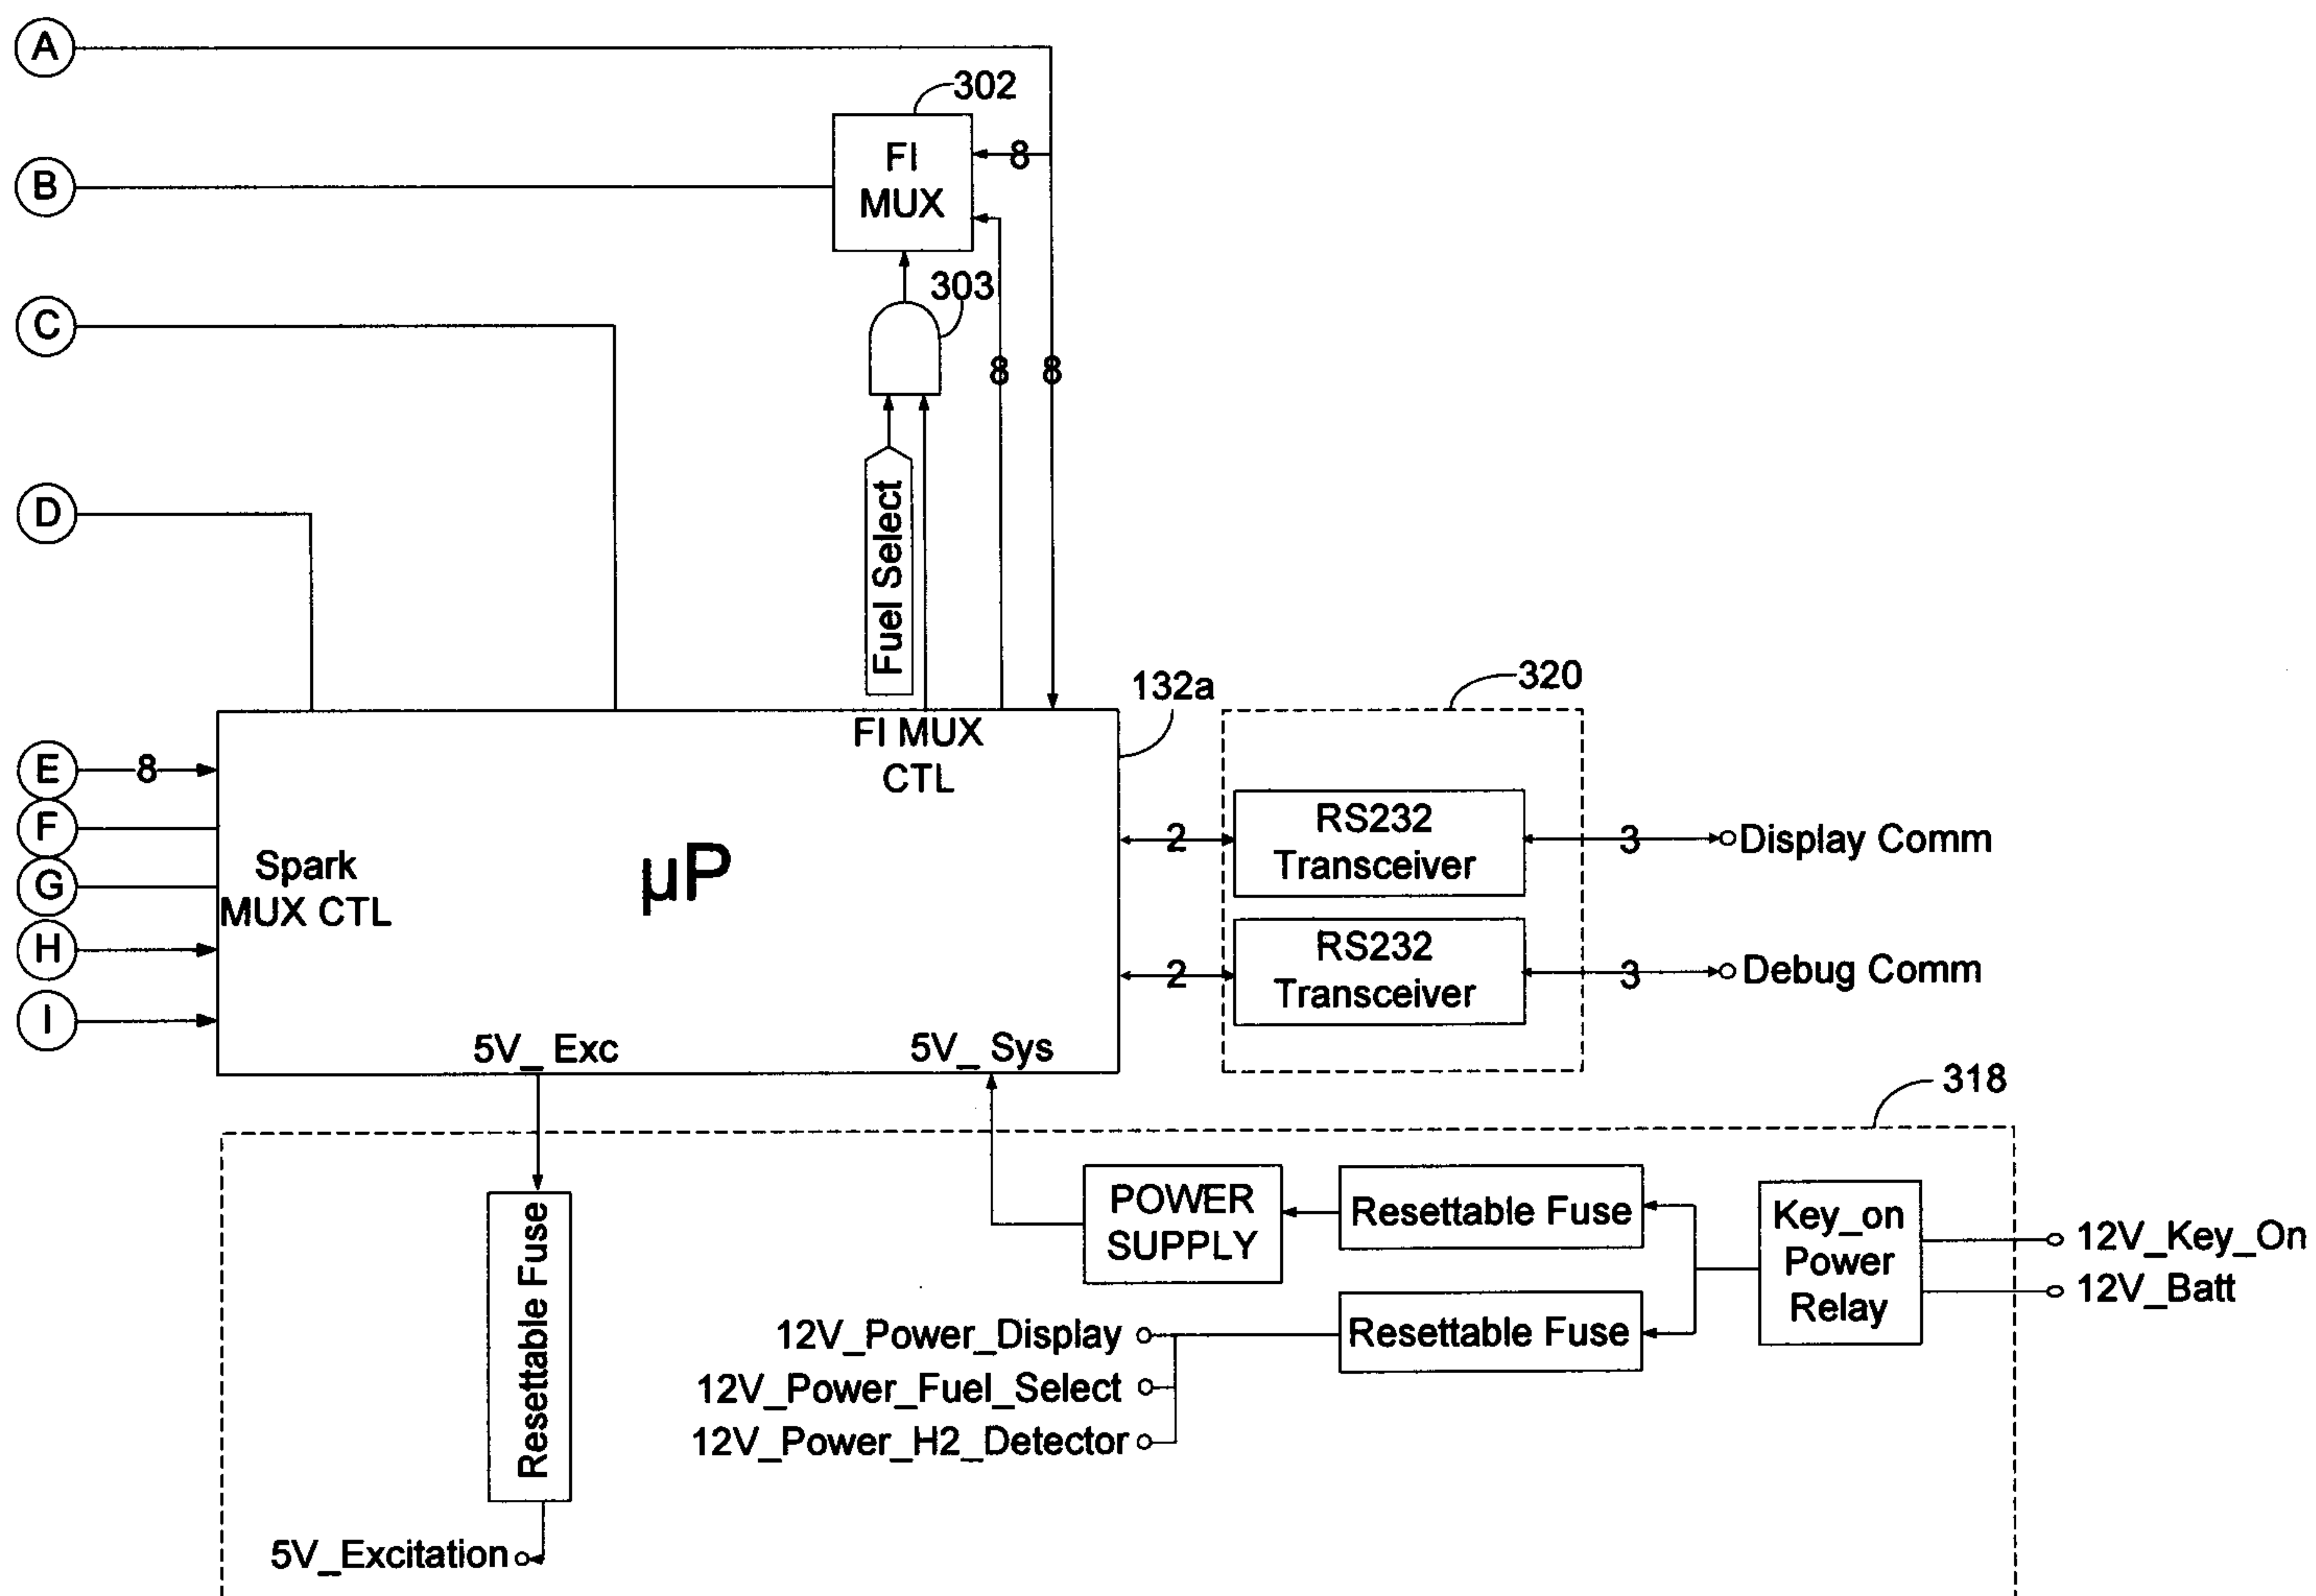 A
302
FI
MUX
8
B
303
C
8
8
Fuel Select
D
132a
320
FI MUX
CTL
E
8
F
G
H
I
Spark
MUX CTL
µP
2
RS232
Transceiver
3
Display Comm
2
RS232
Transceiver
3
Debug Comm
5V_ Exc
5V_ Sys
318
Resettable Fuse
POWER
SUPPLY
Resettable Fuse
Key_on
Power
Relay
12V_Key_On
12V_Batt
Resettable Fuse
12V_Power_Display
12V_Power_Fuel_Select
12V_Power_H2_Detector
5V_Excitation